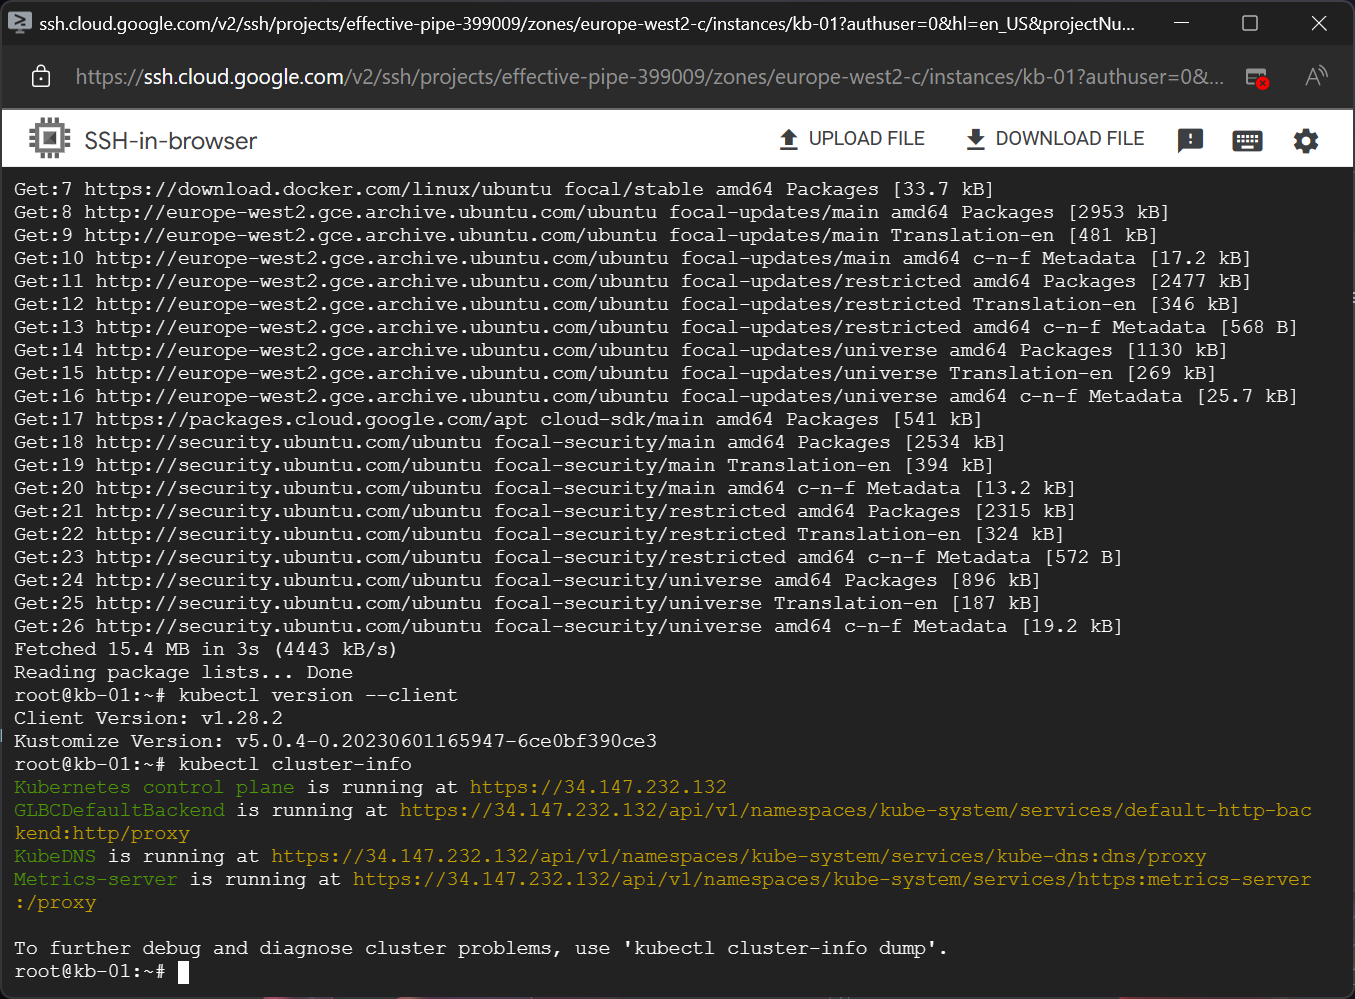 ssh.cloud.google.com/v2/ssh/projects/effective-pipe-399009/zones/europe-west2-c/instances/kb-01?authuser=0&hl=en_US&projectNu...
https://ssh.cloud.google.com/v2/ssh/projects/effective-pipe-399009/zones/europe-west2-c/instances/kb-01?authuser=0&...
SSH-in-browser
UPLOAD FILE
DOWNLOAD FILE
Get:7 https://download.docker.com/linux/ubuntu focal/stable amd64 Packages [33.7 kB]
Get:8 http://europe-west2.gce.archive.ubuntu.com/ubuntu focal-updates/main amd64 Packages [2953 kB]
Get:9 http://europe-west2.gce.archive.ubuntu.com/ubuntu focal-updates/main Translation-en [481 kB]
Get:10 http://europe-west2.gce.archive.ubuntu.com/ubuntu focal-updates/main amd64 c-n-f Metadata [17.2 kB]
Get:11 http://europe-west2.gce.archive.ubuntu.com/ubuntu focal-updates/restricted amd64 Packages [2477 kB]
Get:12 http://europe-west2.gce.archive.ubuntu.com/ubuntu focal-updates/restricted Translation-en [346 kB]
Get:13 http://europe-west2.gce.archive.ubuntu.com/ubuntu focal-updates/restricted amd64 c-n-f Metadata [568 B]
Get:14 http://europe-west2.gce.archive.ubuntu.com/ubuntu focal-updates/universe amd64 Packages [1130 kB]
Get:15 http://europe-west2.gce.archive.ubuntu.com/ubuntu focal-updates/universe Translation-en [269 kB]
Get:16 http://europe-west2.gce.archive.ubuntu.com/ubuntu focal-updates/universe amd64 c-n-f Metadata [25.7 kB]
Get:17 https://packages.cloud.google.com/apt cloud-sdk/main amd64 Packages [541 kB]
Get:18 http://security.ubuntu.com/ubuntu focal-security/main amd64 Packages [2534 kB]
Get:19 http://security.ubuntu.com/ubuntu focal-security/main Translation-en [394 kB]
Get:20 http://security.ubuntu.com/ubuntu focal-security/main amd64 c-n-f Metadata [13.2 kB]
Get:21 http://security.ubuntu.com/ubuntu focal-security/restricted amd64 Packages [2315 kB]
Get:22 http://security.ubuntu.com/ubuntu focal-security/restricted Translation-en [324 kB]
Get:23 http://security.ubuntu.com/ubuntu focal-security/restricted amd64 c-n-f Metadata [572 B]
Get:24 http://security.ubuntu.com/ubuntu focal-security/universe amd64 Packages [896 kB]
Get:25 http://security.ubuntu.com/ubuntu focal-security/universe Translation-en [187 kB]
Get:26 http://security.ubuntu.com/ubuntu focal-security/universe amd64 c-n-f Metadata [19.2 kB]
Fetched 15.4 MB in 3s (4443 kB/s)
Reading package lists... Done
root@kb-01:~# kubectl version --client
Client Version: v1.28.2
Kustomize Version: v5.0.4-0.20230601165947-6ce0bf390ce3
root@kb-01:~# kubectl cluster-info
Kubernetes control plane is running at https://34.147.232.132
GLBCDefaultBackend is running at https://34.147.232.132/api/v1/namespaces/kube-system/services/default-http-bac
kend:http/proxy
KubeDNS is running at https://34.147.232.132/api/v1/namespaces/kube-system/services/kube-dns:dns/proxy
Metrics-server is running at https://34.147.232.132/api/v1/namespaces/kube-system/services/https:metrics-server
:/proxy
To further debug and diagnose cluster problems, use 'kubectl cluster-info dump'.
root@kb-01:~#